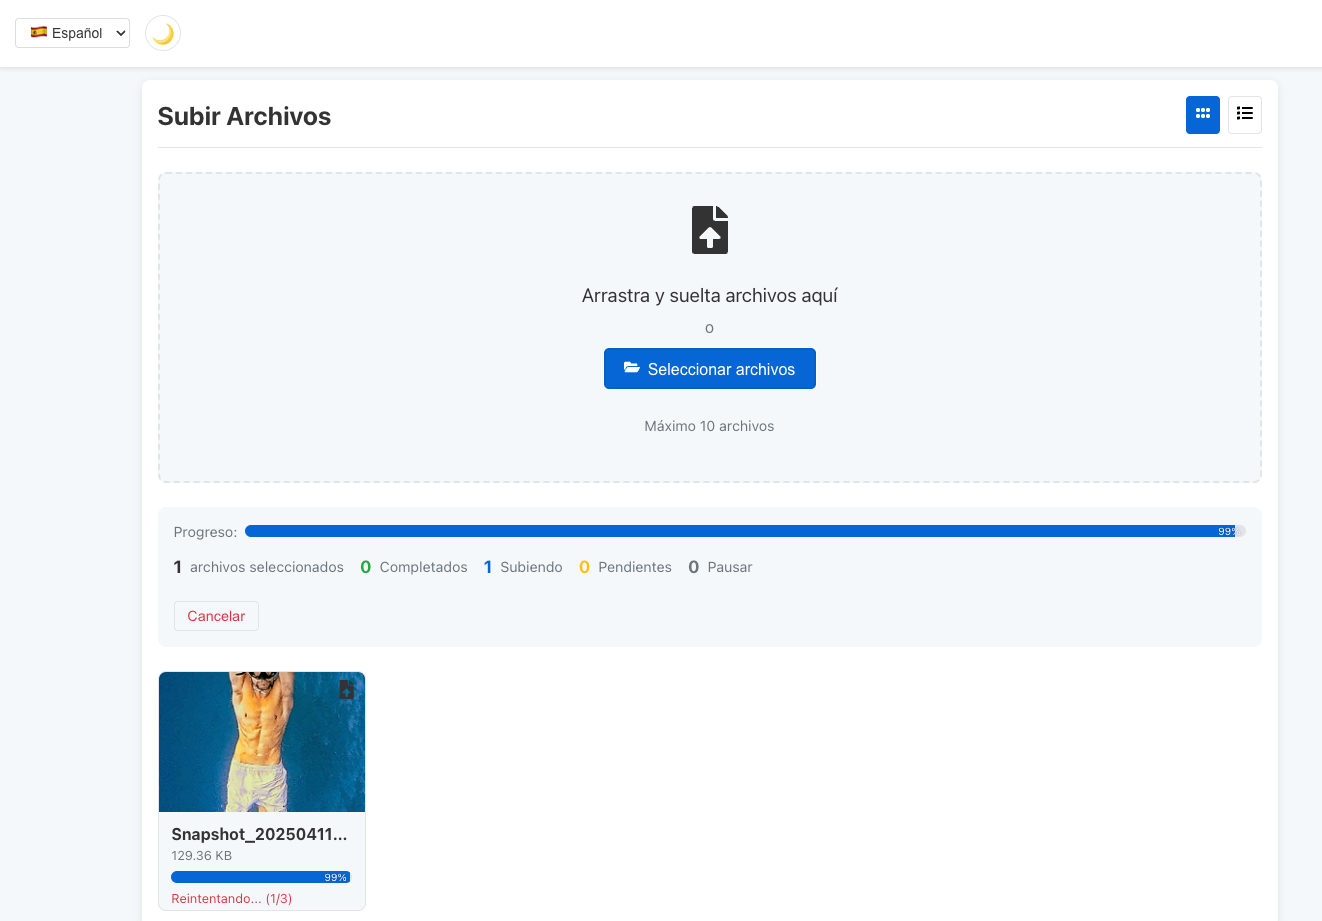 🇪🇸 Español
Subir Archivos
Arrastra y suelta archivos aquí
o
Seleccionar archivos
Máximo 10 archivos
Progreso: 99%
1 archivos seleccionados 0 Completados 1 Subiendo 0 Pendientes 0 Pausar
Cancelar
Snapshot_20250411...
129.36 KB
99%
Reintentando... (1/3)